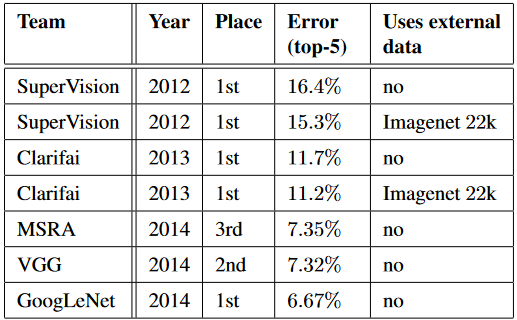 Team Year Place Error (top-5) Uses external data
SuperVision 2012 1st 16.4% no
SuperVision 2012 1st 15.3% Imagenet 22k
Clarifai 2013 1st 11.7% no
Clarifai 2013 1st 11.2% Imagenet 22k
MSRA 2014 3rd 7.35% no
VGG 2014 2nd 7.32% no
GoogLeNet 2014 1st 6.67% no